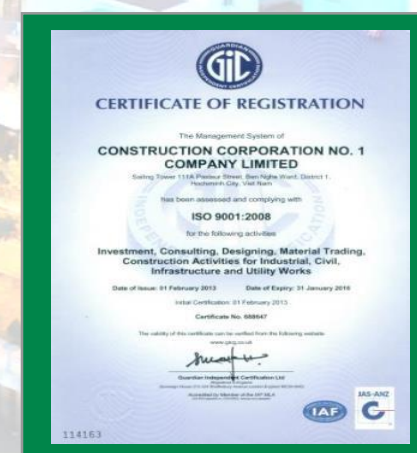 GUARDIAN
GIC
INDEPENDENT CERTIFICATION
CERTIFICATE OF REGISTRATION
The Management System of
CONSTRUCTION CORPORATION NO. 1
COMPANY LIMITED
Sailing Tower 111A Pasteur Street, Ben Nghe Ward, District 1,
Hochiminh City, Viet Nam
has been assessed and complying with
ISO 9001:2008
for the following activities
Investment, Consulting, Designing, Material Trading,
Construction Activities for Industrial, Civil,
Infrastructure and Utility Works
Date of Issue: 01 February 2013 Date of Expiry: 31 January 2016
Initial Certification: 01 February 2013
Certificate No. 688647
The validity of this certificate can be verified from the following website
www.gicg.co.uk
Guardian Independent Certification Ltd
IAF
JAS-ANZ
C
114163